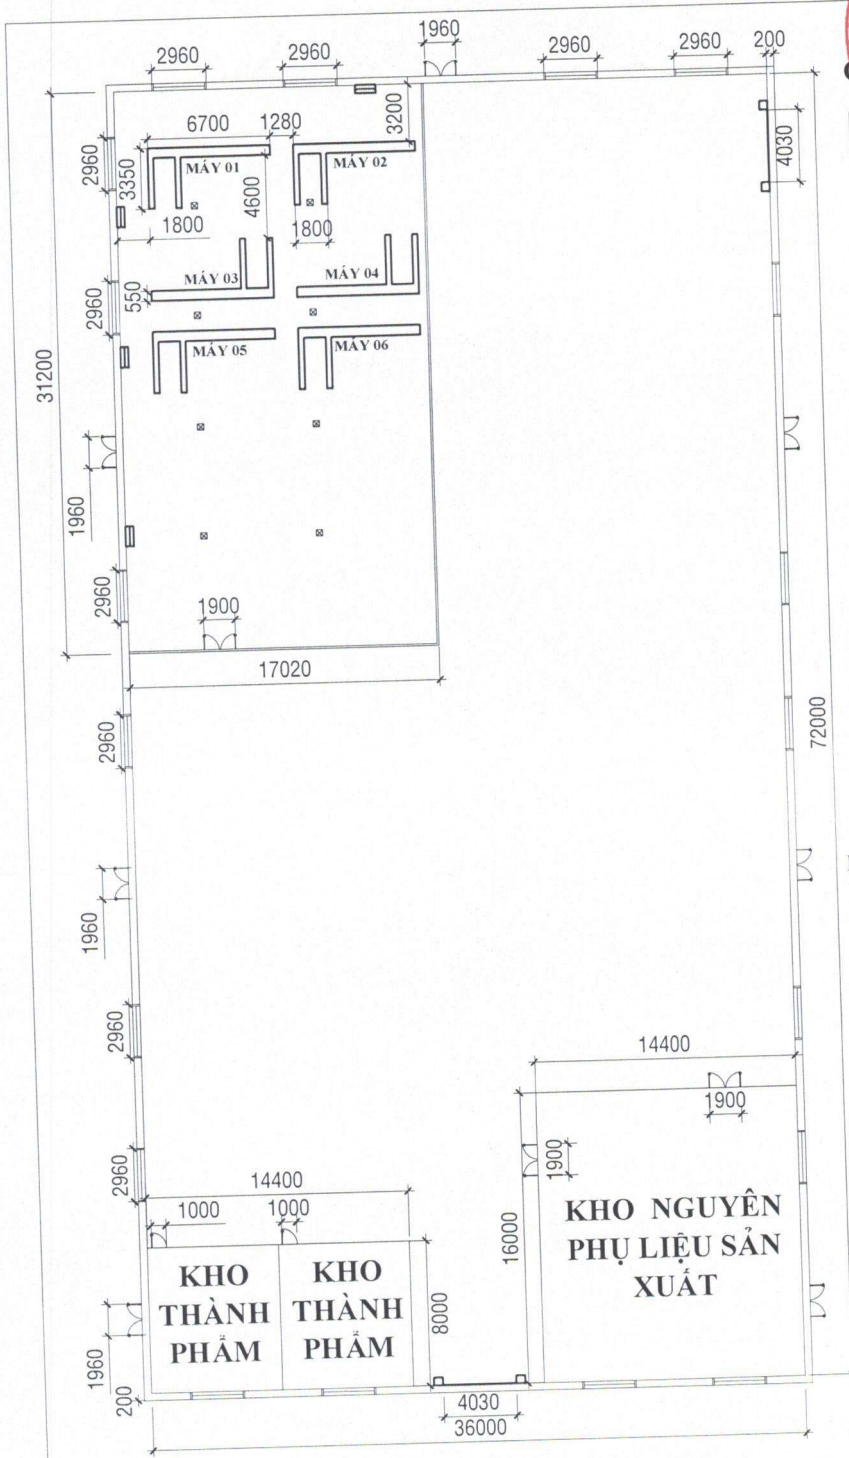 1960
2960
2960
2960
2960
200
3200
6700
1280
4030
2960
3350
MÁY 01
MÁY 02
4600
1800
1800
MÁY 03
MÁY 04
2960
550
MÁY 05
MÁY 06
31200
1960
2960
1900
17020
2960
72000
1960
2960
14400
1900
1900
2960
14400
1000
1000
16000
KHO NGUYÊN
PHỤ LIỆU SẢN
XUẤT
KHO
THÀNH
PHẨM
KHO
THÀNH
PHẨM
8000
1960
200
4030
36000